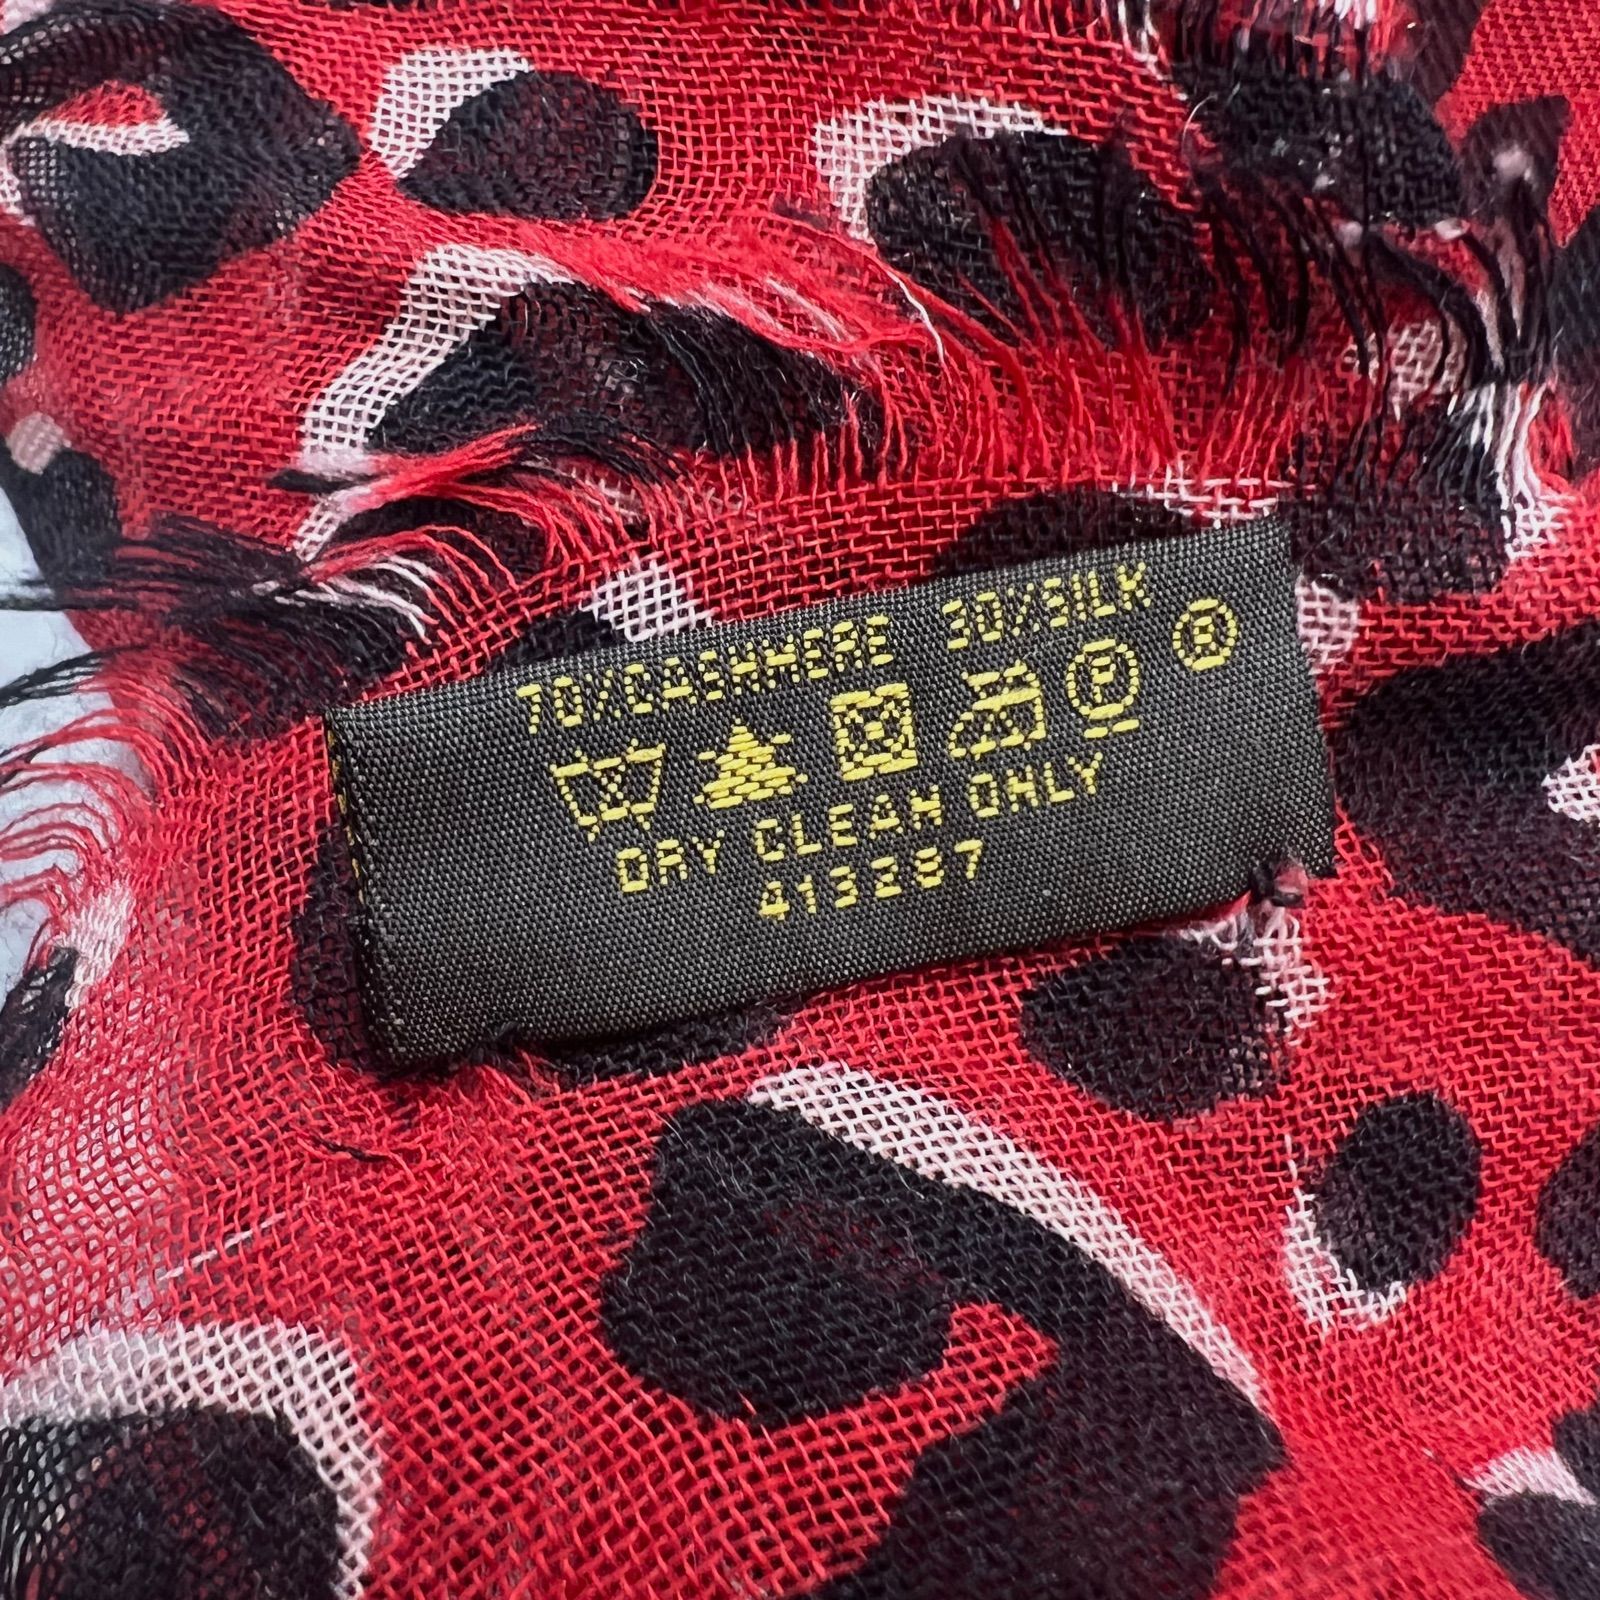 70%CASHMERE 30%SILK
P R
DRY CLEAN ONLY
413287